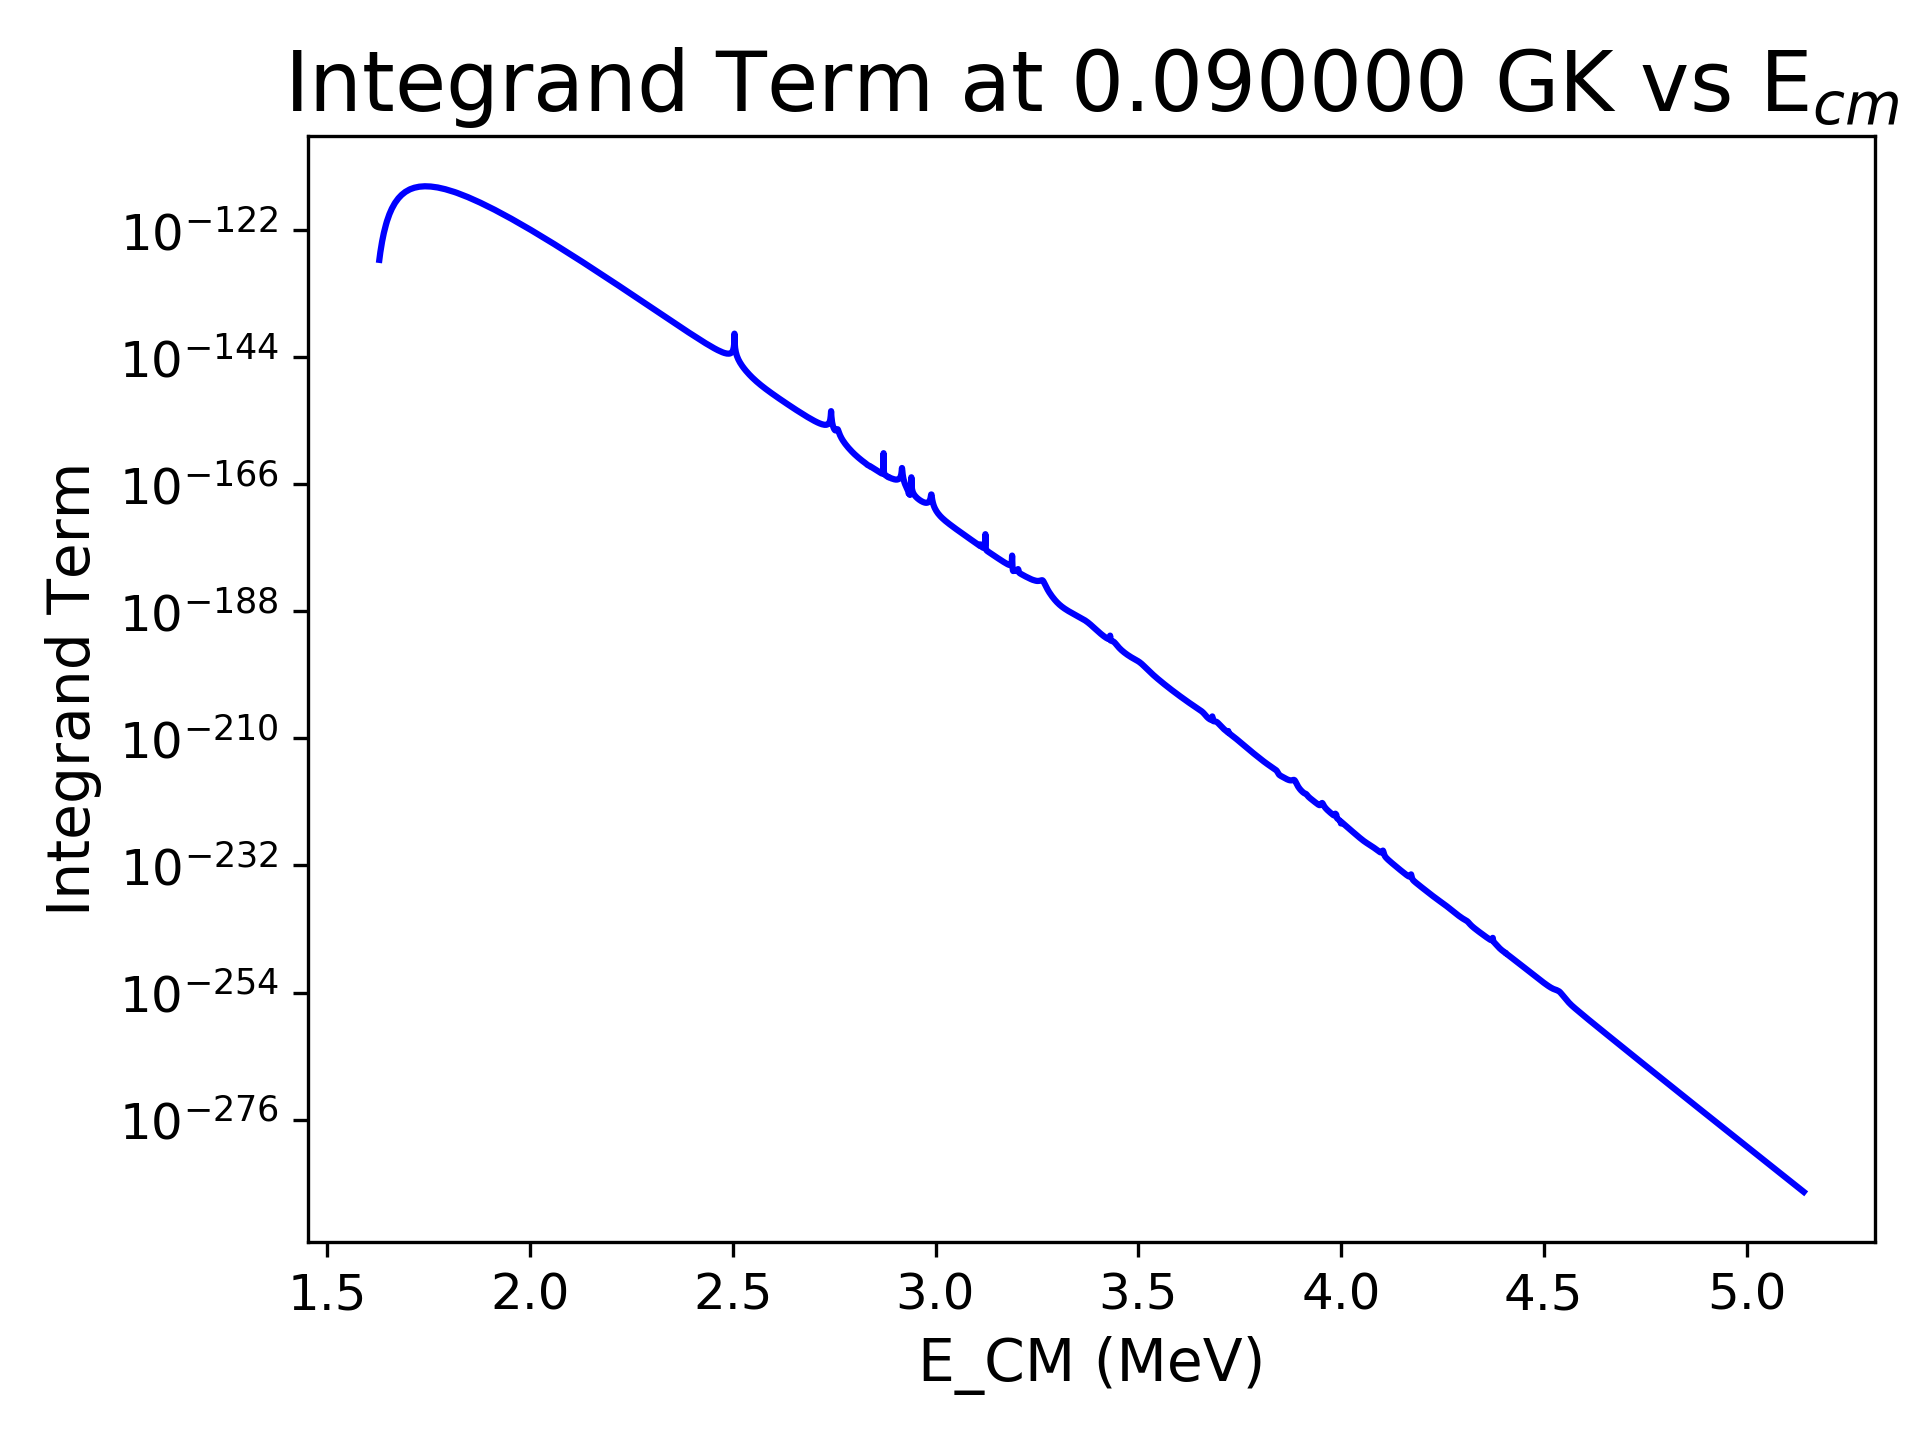 Integrand Term at 0.090000 GK vs E_{cm}
Integrand Term
10^{−122}
10^{−144}
10^{−166}
10^{−188}
10^{−210}
10^{−232}
10^{−254}
10^{−276}
1.5 2.0 2.5 3.0 3.5 4.0 4.5 5.0
E_CM (MeV)